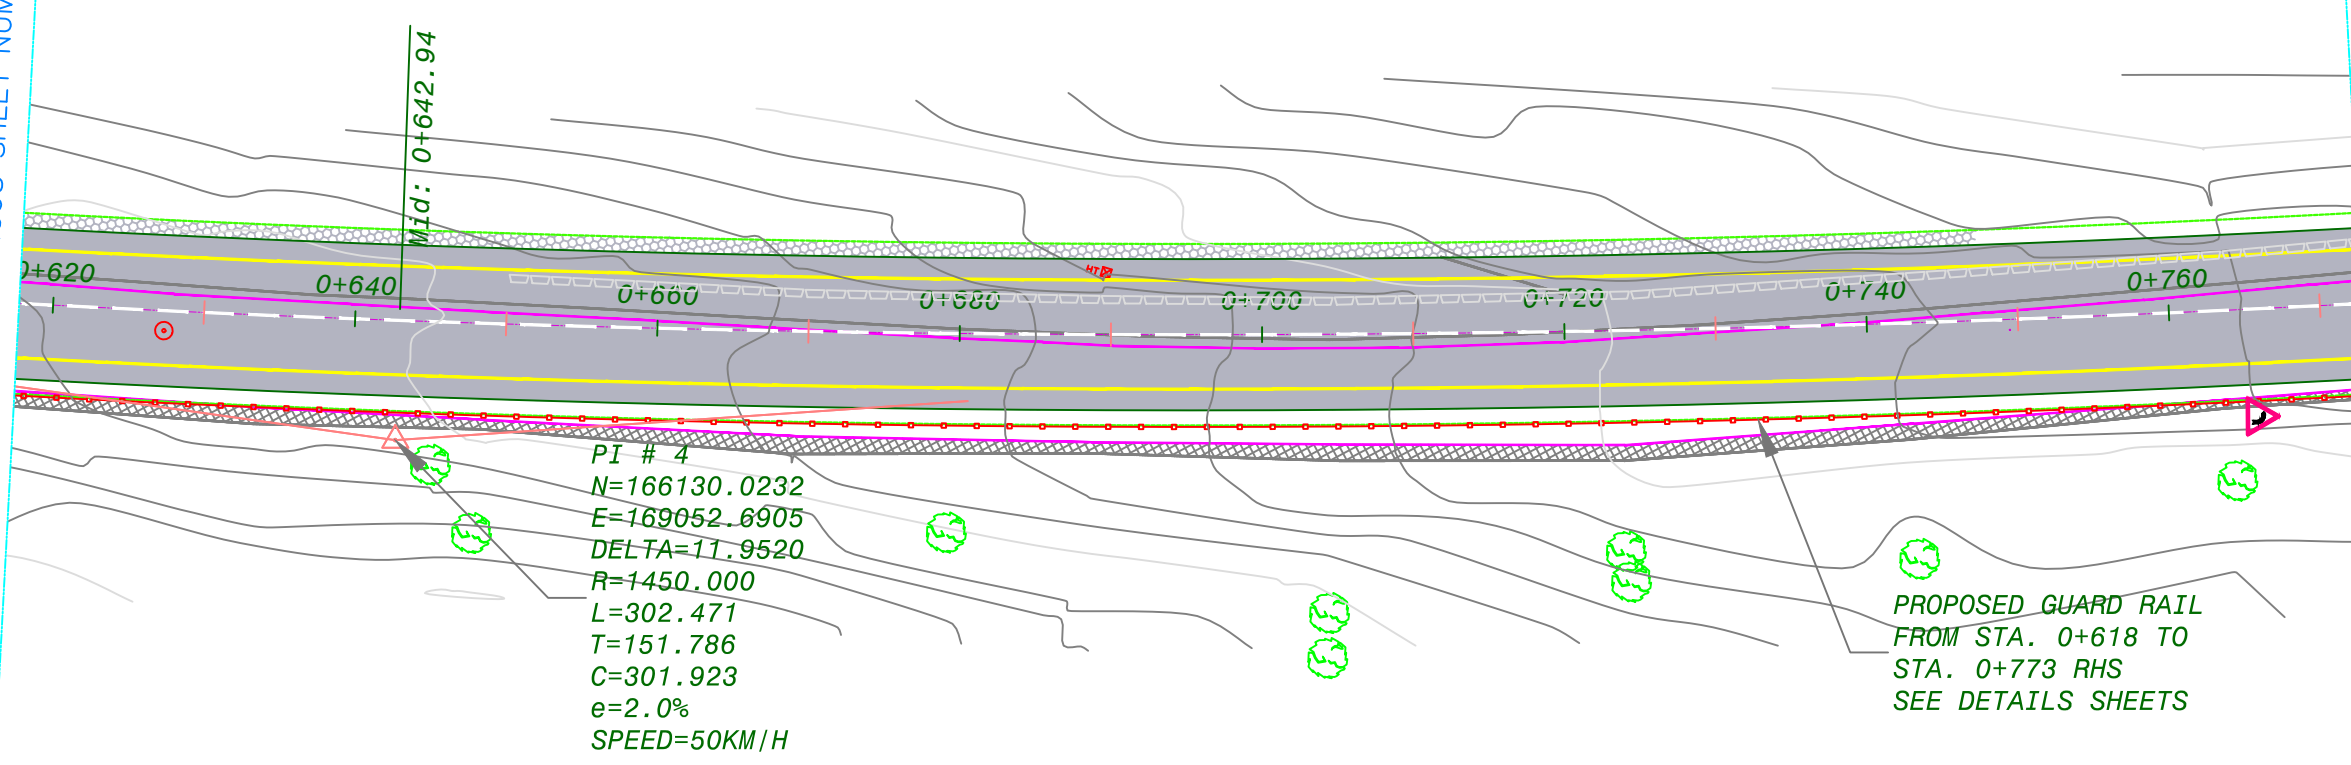 Mid: 0+642.94
0+620
0+640
0+660
0+680
0+700
0+720
0+740
0+760
HT
PI # 4
N=166130.0232
E=169052.6905
DELTA=11.9520
R=1450.000
L=302.471
T=151.786
C=301.923
e=2.0%
SPEED=50KM/H
PROPOSED GUARD RAIL
FROM STA. 0+618 TO
STA. 0+773 RHS
SEE DETAILS SHEETS